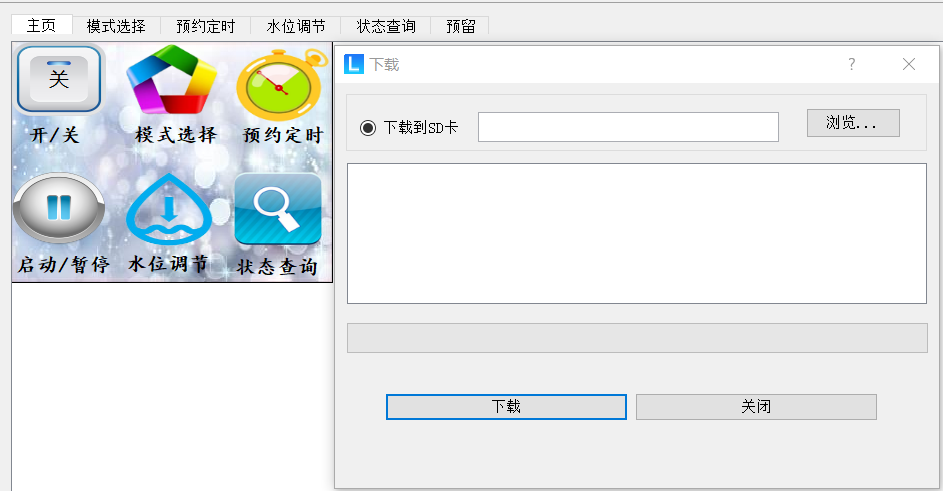 主页 模式选择 预约定时 水位调节 状态查询 预留
关
开/关 模式选择 预约定时
启动/暂停 水位调节 状态查询
L 下载 ?
下载到SD卡 浏览...
下载 关闭